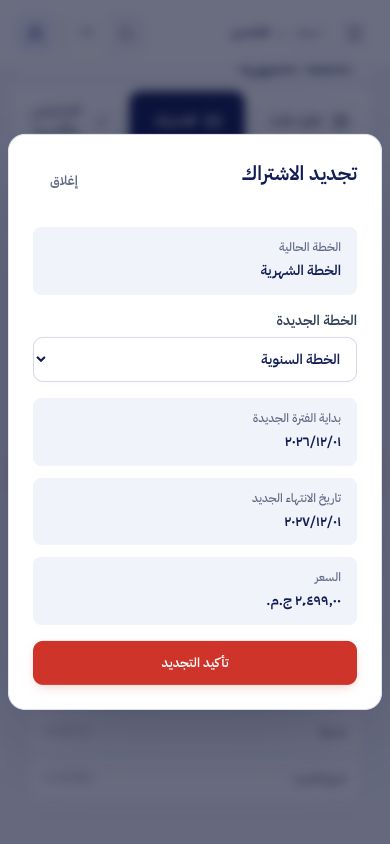 تجديد الاشتراك
إغلاق
الخطة الحالية
الخطة الشهرية
الخطة الجديدة
الخطة السنوية
بداية الفترة الجديدة
٢٠٢٦/١٢/٠١
تاريخ الانتهاء الجديد
٢٠٢٧/١٢/٠١
السعر
٢٬٤٩٩٫٠٠ ج.م.
تأكيد التجديد